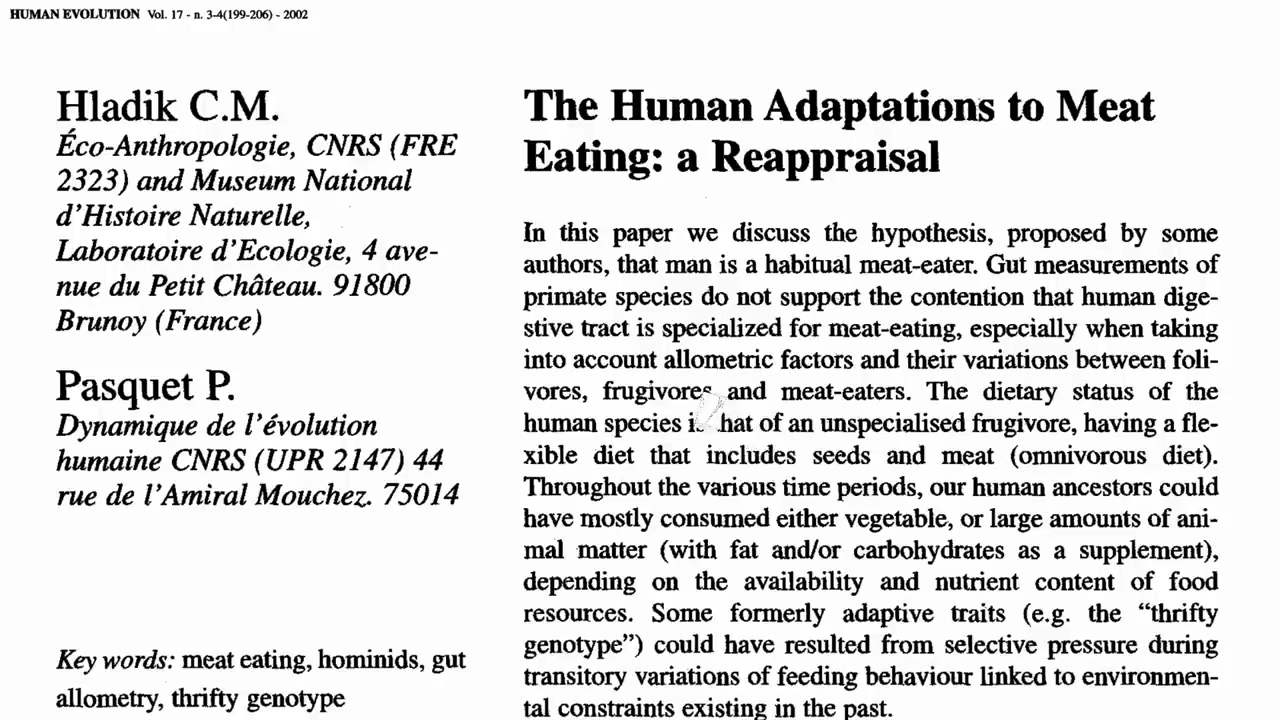 HUMAN EVOLUTION Vol. 17 - n. 3-4(199-206) - 2002
Hladik C.M.
Éco-Anthropologie, CNRS (FRE
2323) and Museum National
d'Histoire Naturelle,
Laboratoire d'Ecologie, 4 ave-
nue du Petit Château. 91800
Brunoy (France)
Pasquet P.
Dynamique de l'évolution
humaine CNRS (UPR 2147) 44
rue de l'Amiral Mouchez. 75014
Key words: meat eating, hominids, gut
allometry, thrifty genotype
The Human Adaptations to Meat
Eating: a Reappraisal
In this paper we discuss the hypothesis, proposed by some
authors, that man is a habitual meat-eater. Gut measurements of
primate species do not support the contention that human dige-
stive tract is specialized for meat-eating, especially when taking
into account allometric factors and their variations between foli-
vores, frugivores and meat-eaters. The dietary status of the
human species is that of an unspecialised frugivore, having a fle-
xible diet that includes seeds and meat (omnivorous diet).
Throughout the various time periods, our human ancestors could
have mostly consumed either vegetable, or large amounts of ani-
mal matter (with fat and/or carbohydrates as a supplement),
depending on the availability and nutrient content of food
resources. Some formerly adaptive traits (e.g. the “thrifty
genotype”) could have resulted from selective pressure during
transitory variations of feeding behaviour linked to environmen-
tal constraints existing in the past.